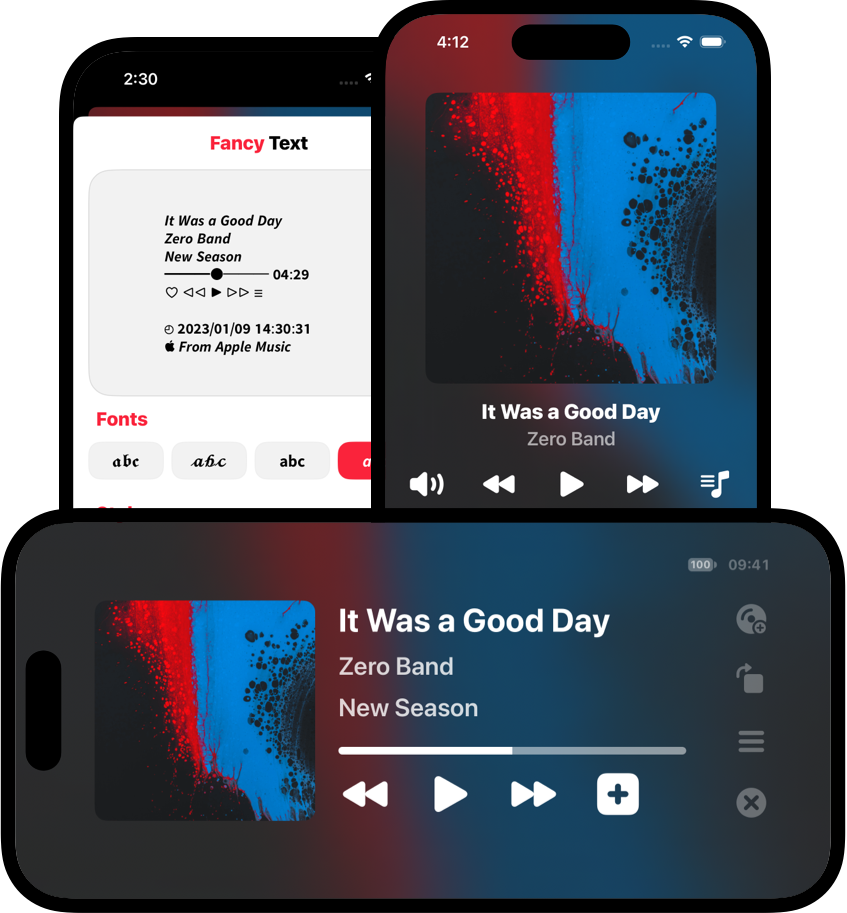 2:30
Fancy Text
It Was a Good Day
Zero Band
New Season
04:29
2023/01/09 14:30:31
From Apple Music
Fonts
abc
abc
abc
4:12
It Was a Good Day
Zero Band
100 09:41
It Was a Good Day
Zero Band
New Season